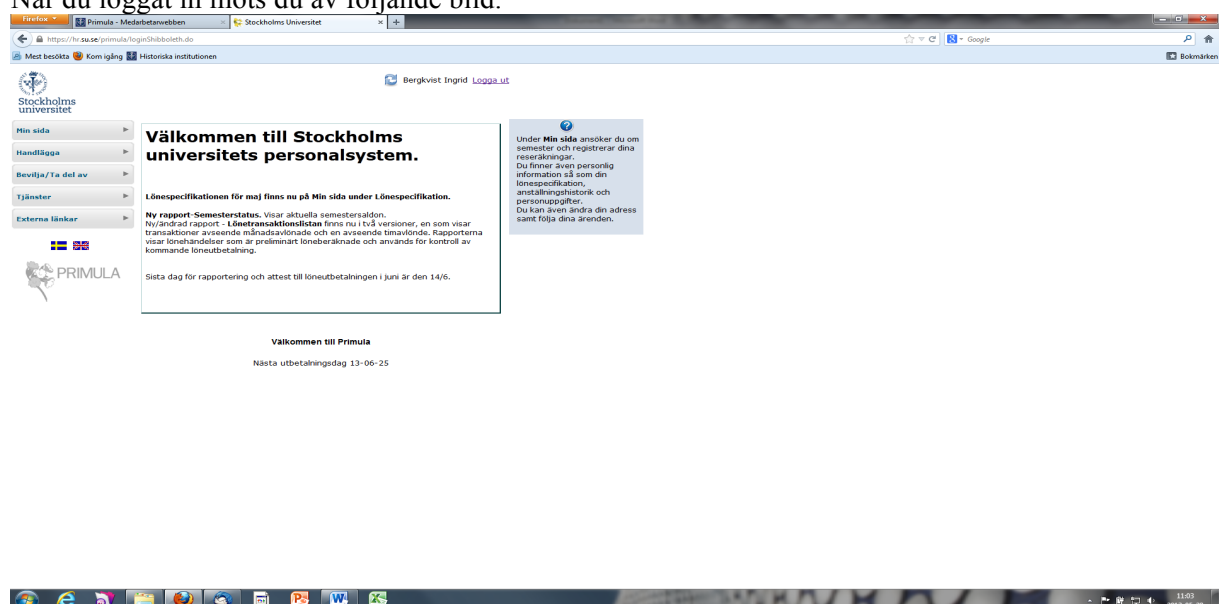 När du loggat in möts du av följande bild:
Firefox
Primula - Medarbetarwebben
Stockholms Universitet
https://hr.su.se/primula/loginShibboleth.do
Google
Mest besökta Kom igång Historiska institutionen
Bokmärken
Stockholms
universitet
Bergkvist Ingrid Logga ut
Min sida
Handlägga
Bevilja/Ta del av
Tjänster
Externa länkar
PRIMULA
Välkommen till Stockholms
universitets personalsystem.
Lönespecifikationen för maj finns nu på Min sida under Lönespecifikation.
Ny rapport-Semesterstatus. Visar aktuella semestersaldon.
Ny/ändrad rapport - Lönetransaktionslistan finns nu i två versioner, en som visar
transaktioner avseende månadsavlönade och en avseende timavlönde. Rapporterna
visar lönehändelser som är preliminärt löneberäknade och används för kontroll av
kommande löneutbetalning.
Sista dag för rapportering och attest till löneutbetalningen i juni är den 14/6.
Under Min sida ansöker du om
semester och registrerar dina
reseräkningar.
Du finner även personlig
information så som din
lönespecifikation,
anställningshistorik och
personuppgifter.
Du kan även ändra din adress
samt följa dina ärenden.
Välkommen till Primula
Nästa utbetalningsdag 13-06-25
11:03